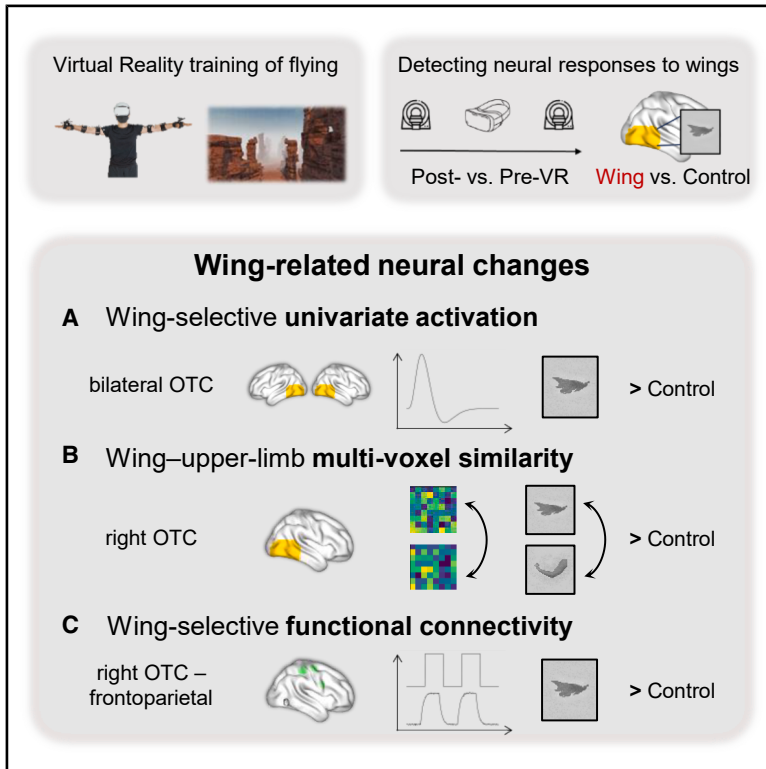 Virtual Reality training of flying
Detecting neural responses to wings
Post- vs. Pre-VR
Wing vs. Control
Wing-related neural changes
A Wing-selective univariate activation
bilateral OTC
> Control
B Wing–upper-limb multi-voxel similarity
right OTC
> Control
C Wing-selective functional connectivity
right OTC –
frontoparietal
> Control